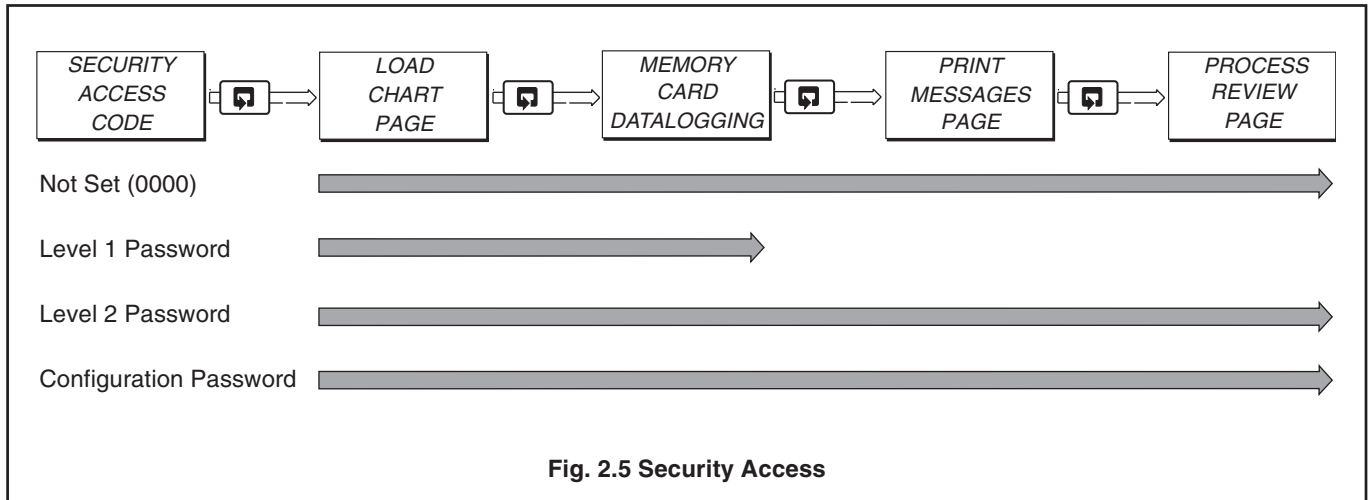 SECURITY
ACCESS
CODE
LOAD
CHART
PAGE
MEMORY
CARD
DATALOGGING
PRINT
MESSAGES
PAGE
PROCESS
REVIEW
PAGE
Not Set (0000)
Level 1 Password
Level 2 Password
Configuration Password
Fig. 2.5 Security Access